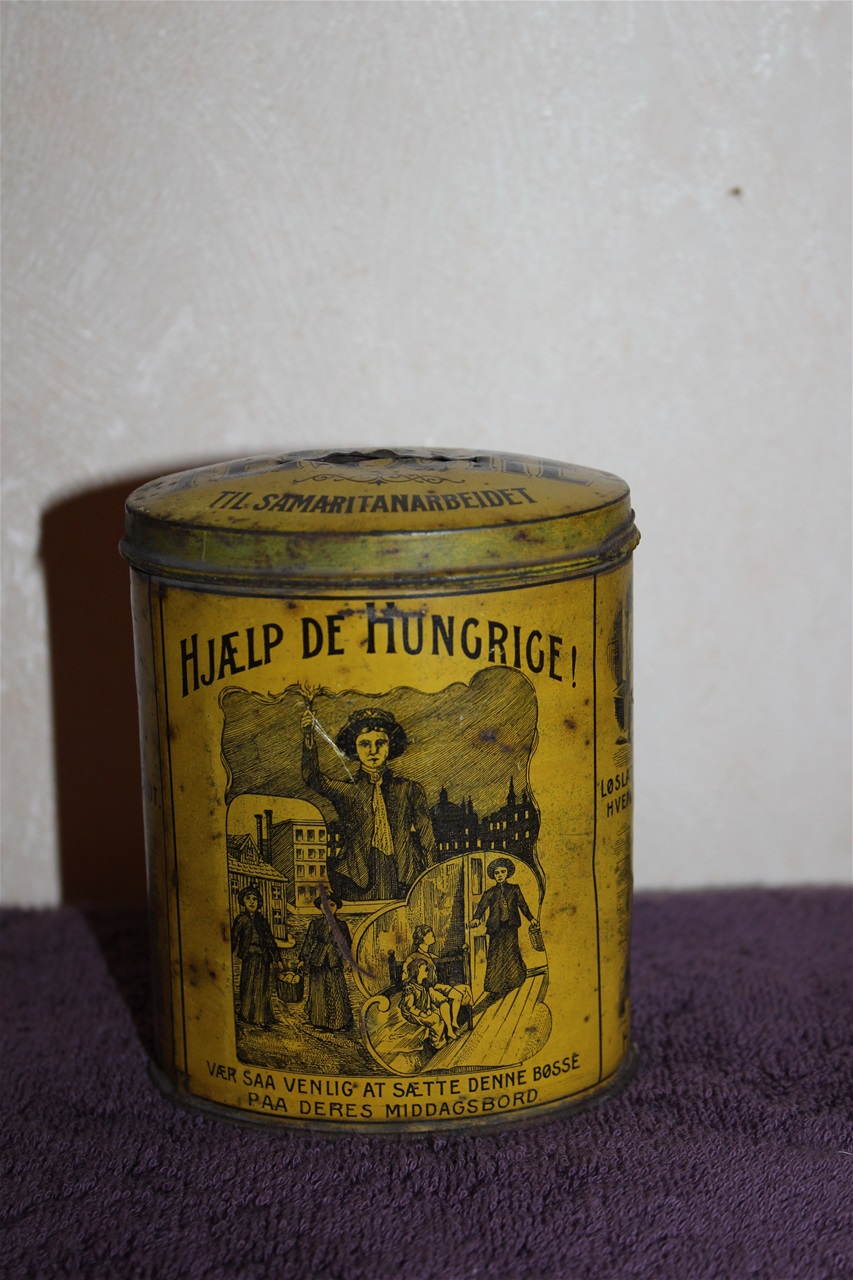 TIL SAMARITANARBEIDET
HJÆLP DE HUNGRIGE!
VÆR SAA VENLIG AT SÆTTE DENNE BØSSE
PAA DERES MIDDAGSBORD